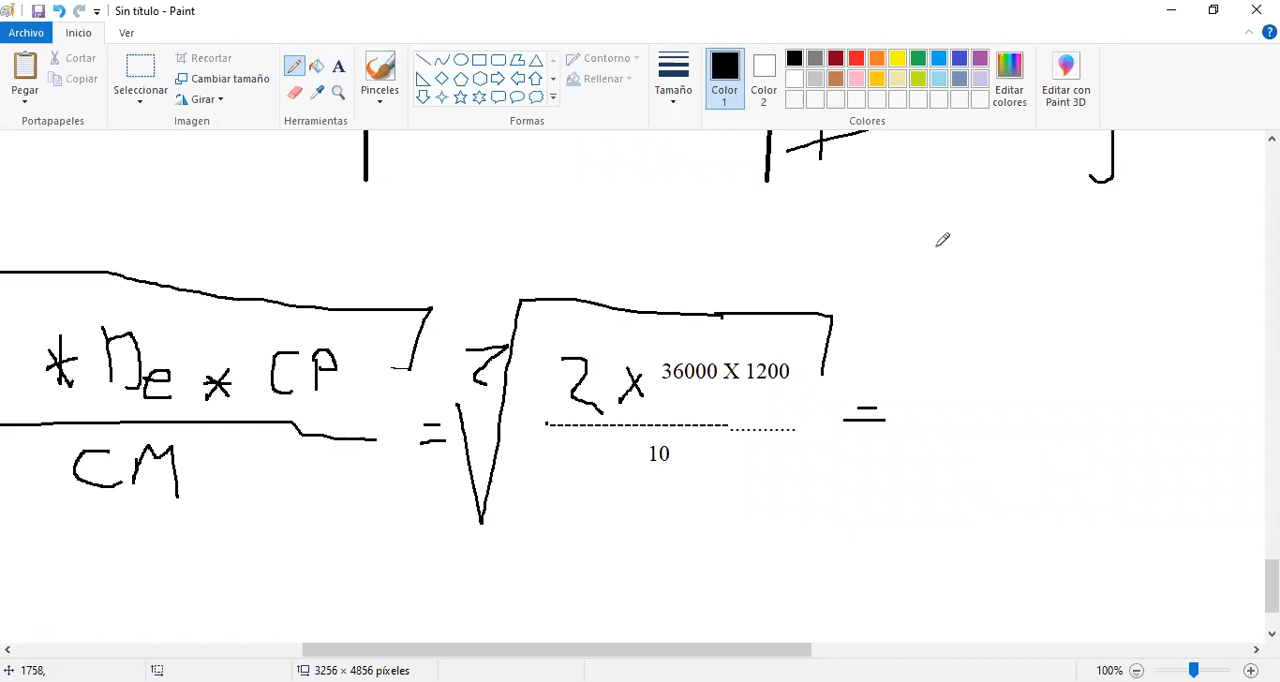 Sin título - Paint
Archivo Inicio Ver
Pegar
Cortar
Copiar
Portapapeles
Seleccionar
Recortar
Cambiar tamaño
Girar
Imagen
A
Herramientas
Pinceles
Contorno
Rellenar
Formas
Tamaño
Color
1
Color
2
Editar
colores
Editar con
Paint 3D
Colores
* De * CP
CM
=
2
√
2 x 36000 X 1200
10
=
1758,
3256 × 4856 píxeles
100%